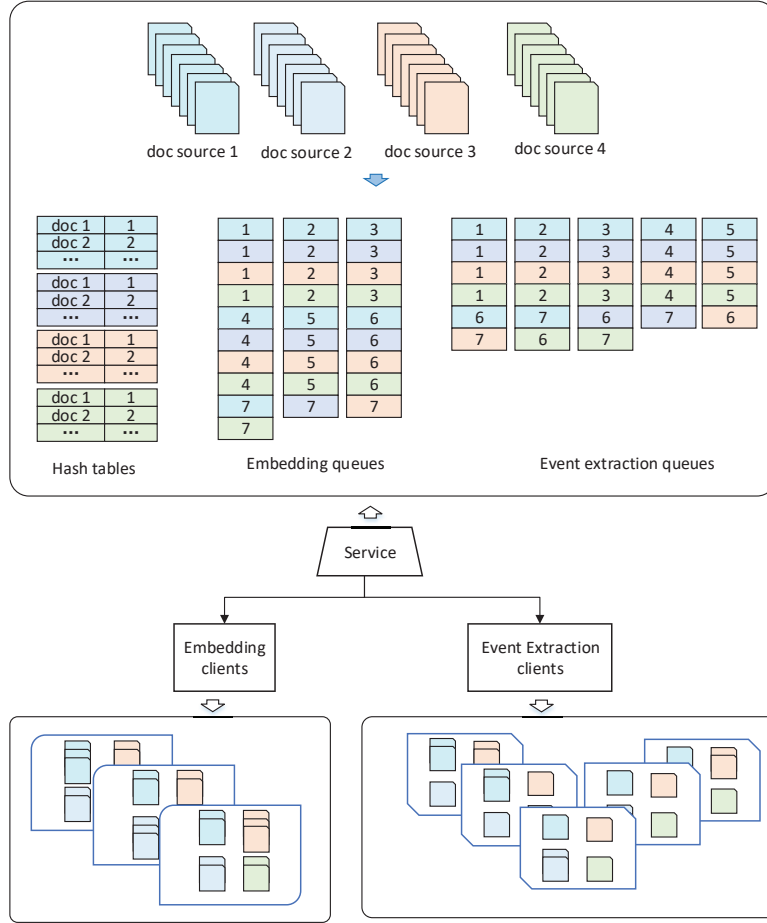 doc source 1 doc source 2 doc source 3 doc source 4
doc 1 1
doc 2 2
... ...
doc 1 1
doc 2 2
... ...
doc 1 1
doc 2 2
... ...
doc 1 1
doc 2 2
... ...
Hash tables
1 2 3
1 2 3
1 2 3
1 2 3
4 5 6
4 5 6
4 5 6
4 5 6
7 7 7
7
Embedding queues
1 2 3 4 5
1 2 3 4 5
1 2 3 4 5
1 2 3 4 5
6 7 6 7 6
7 6 7
Event extraction queues
Service
Embedding
clients
Event Extraction
clients